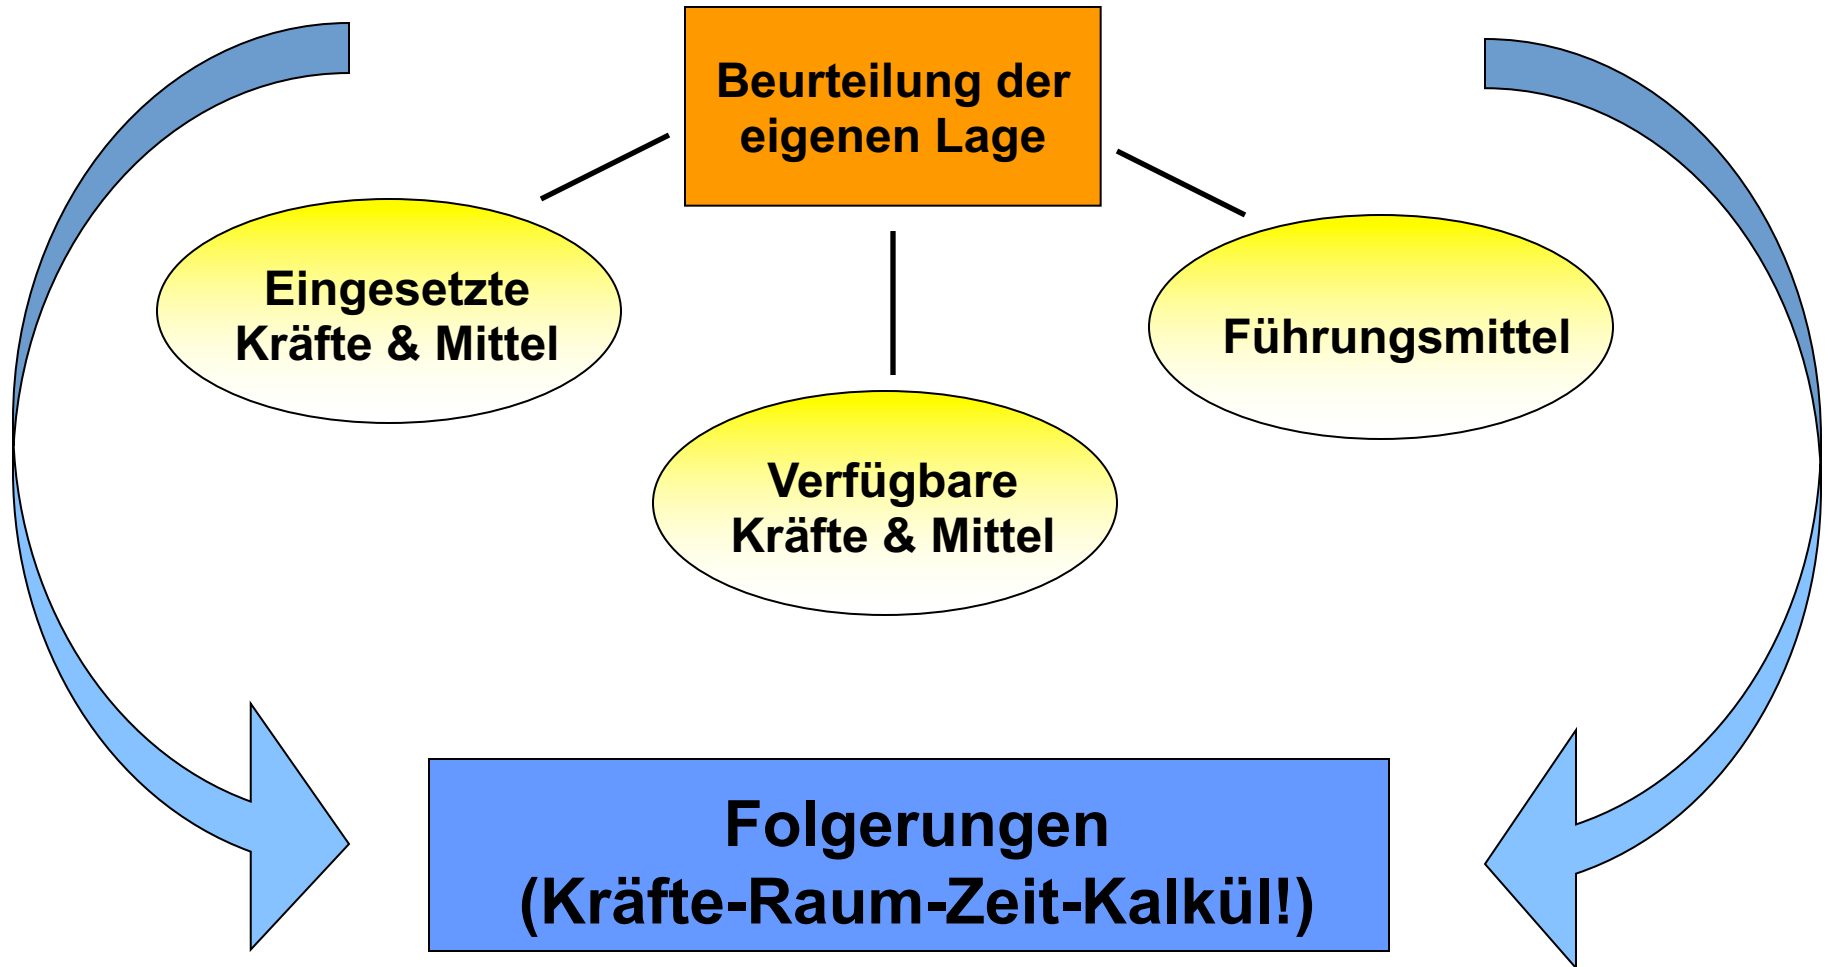 Beurteilung der
eigenen Lage
Eingesetzte
Kräfte & Mittel
Führungsmittel
Verfügbare
Kräfte & Mittel
Folgerungen
(Kräfte-Raum-Zeit-Kalkül!)